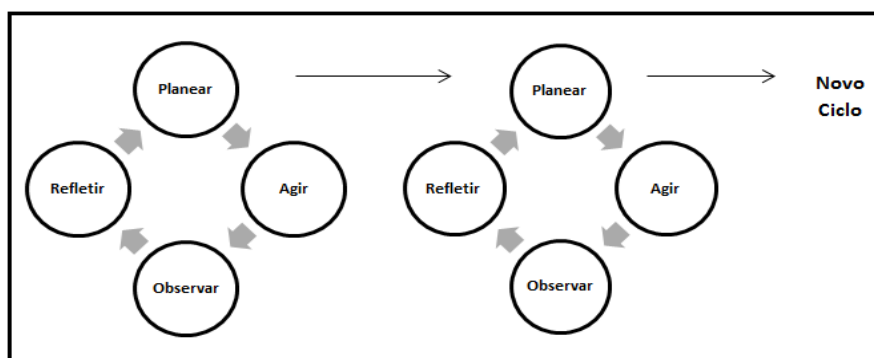 Planear
Refletir
Agir
Observar
Planear
Refletir
Agir
Observar
Novo
Ciclo